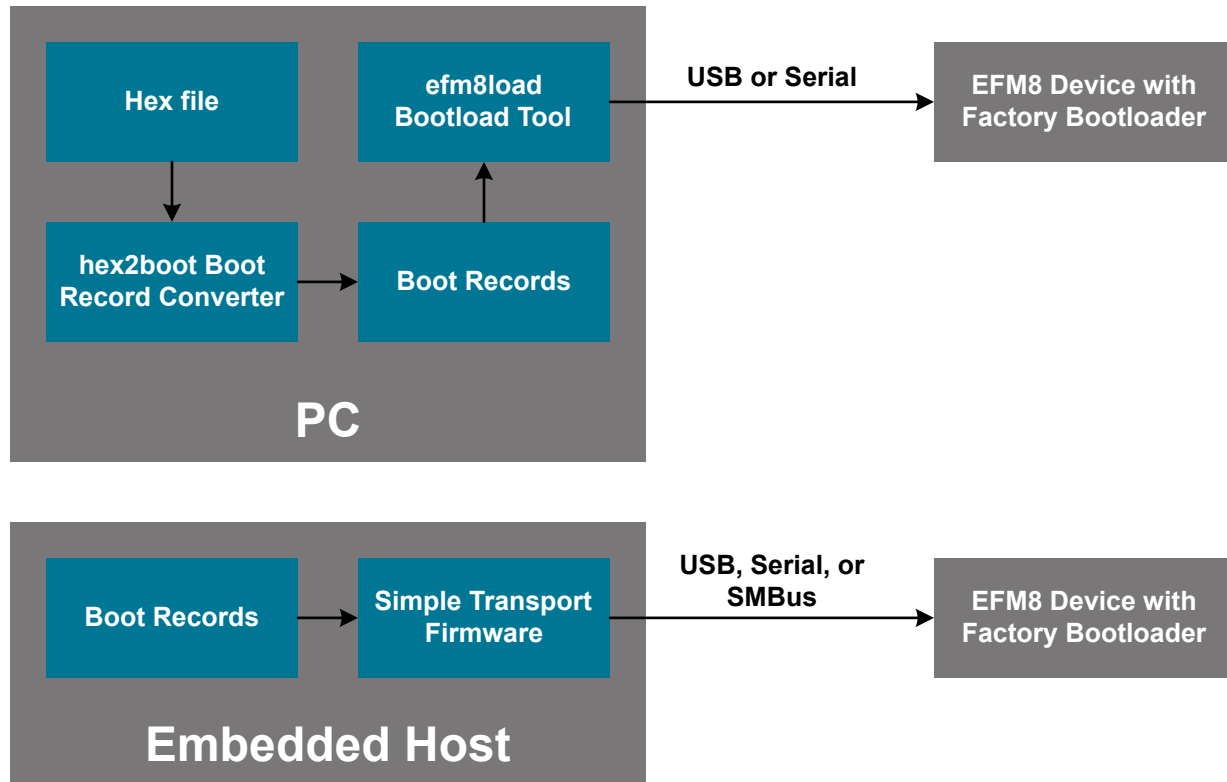 Hex file
efm8load
Bootload Tool
USB or Serial
EFM8 Device with
Factory Bootloader
hex2boot Boot
Record Converter
Boot Records
PC
Boot Records
Simple Transport
Firmware
USB, Serial, or
SMBus
EFM8 Device with
Factory Bootloader
Embedded Host